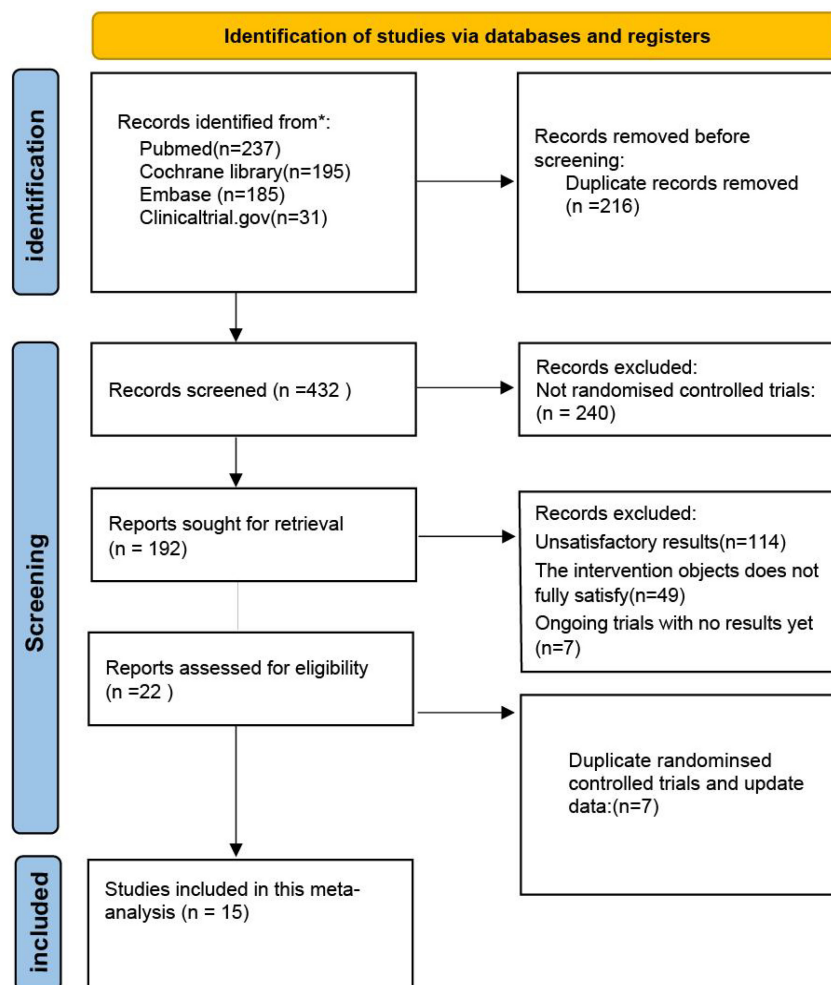 Identification of studies via databases and registers
identification
Records identified from*:
Pubmed(n=237)
Cochrane library(n=195)
Embase (n=185)
Clinicaltrial.gov(n=31)
Records removed before
screening:
Duplicate records removed
(n =216)
Screening
Records screened (n =432 )
Records excluded:
Not randomised controlled trials:
(n = 240)
Reports sought for retrieval
(n = 192)
Records excluded:
Unsatisfactory results(n=114)
The intervention objects does not
fully satisfy(n=49)
Ongoing trials with no results yet
(n=7)
Reports assessed for eligibility
(n =22 )
Duplicate randominsed
controlled trials and update
data:(n=7)
included
Studies included in this meta-
analysis (n = 15)